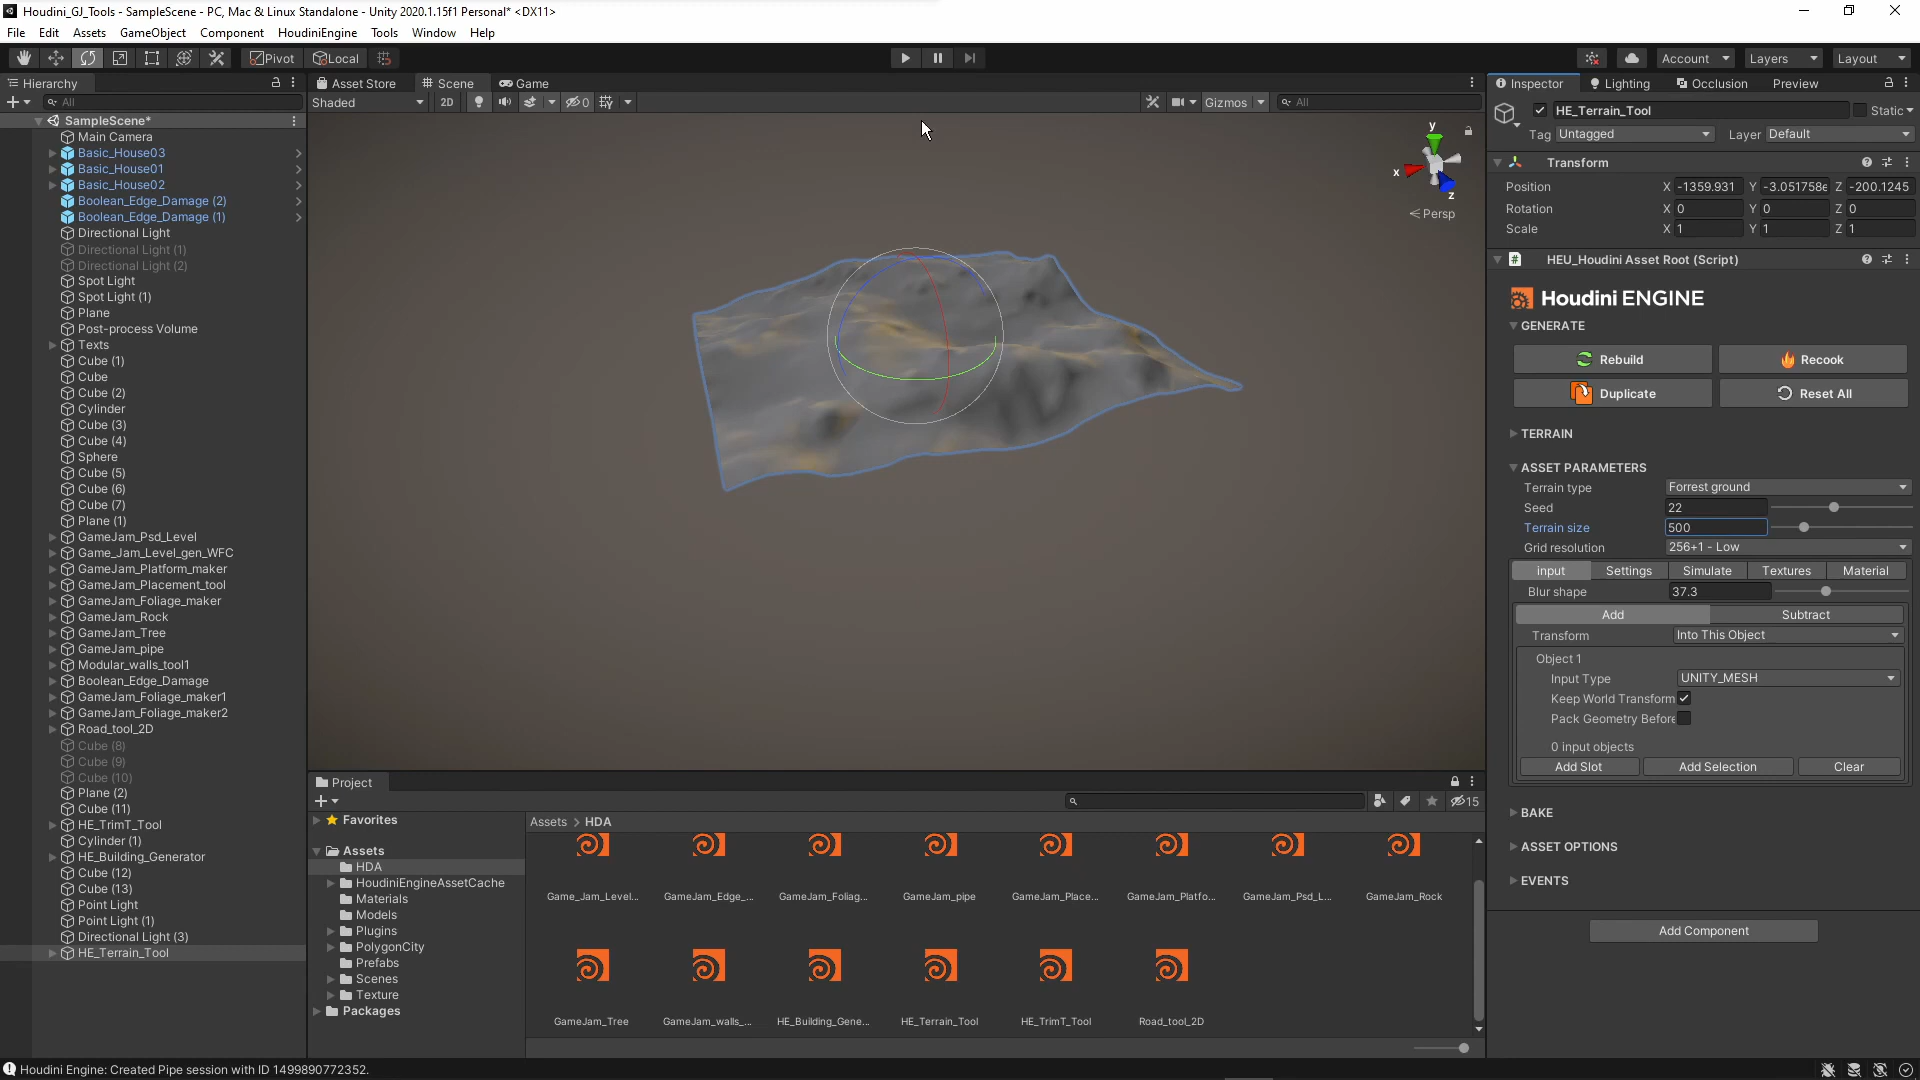 Houdini_GJ_Tools - SampleScene - PC, Mac & Linux Standalone - Unity 2020.1.15f1 Personal* <DX11>
File Edit Assets GameObject Component HoudiniEngine Tools Window Help
Pivot Local Account Layers Layout
Hierarchy
All
SampleScene*
Main Camera
Basic_House03
Basic_House01
Basic_House02
Boolean_Edge_Damage (2)
Boolean_Edge_Damage (1)
Directional Light
Directional Light (1)
Directional Light (2)
Spot Light
Spot Light (1)
Plane
Post-process Volume
Texts
Cube (1)
Cube
Cube (2)
Cylinder
Cube (3)
Cube (4)
Sphere
Cube (5)
Cube (6)
Cube (7)
Plane (1)
GameJam_Psd_Level
Game_Jam_Level_gen_WFC
GameJam_Platform_maker
GameJam_Placement_tool
GameJam_Foliage_maker
GameJam_Rock
GameJam_Tree
GameJam_pipe
Modular_walls_tool1
Boolean_Edge_Damage
GameJam_Foliage_maker1
GameJam_Foliage_maker2
Road_tool_2D
Cube (8)
Cube (9)
Cube (10)
Plane (2)
Cube (11)
HE_TrimT_Tool
Cylinder (1)
HE_Building_Generator
Cube (12)
Cube (13)
Point Light
Point Light (1)
Directional Light (3)
HE_Terrain_Tool
Asset Store Scene Game
Shaded 2D 0 Gizmos All
y
x
z
Persp
Project
15
Favorites
Assets
HDA
HoudiniEngineAssetCache
Materials
Models
Plugins
PolygonCity
Prefabs
Scenes
Texture
Packages
Assets > HDA
Game_Jam_Level... GameJam_Edge_... GameJam_Foliag... GameJam_pipe GameJam_Place... GameJam_Platfo... GameJam_Psd_L... GameJam_Rock
GameJam_Tree GameJam_walls_... HE_Building_Gene... HE_Terrain_Tool HE_TrimT_Tool Road_tool_2D
Inspector Lighting Occlusion Preview
HE_Terrain_Tool Static
Tag Untagged Layer Default
Transform
Position X -1359.931 Y -3.051758e Z -200.1245
Rotation X 0 Y 0 Z 0
Scale X 1 Y 1 Z 1
# HEU_Houdini Asset Root (Script)
Houdini ENGINE
GENERATE
Rebuild Recook
Duplicate Reset All
TERRAIN
ASSET PARAMETERS
Terrain type Forrest ground
Seed 22
Terrain size 500
Grid resolution 256+1 - Low
Input Settings Simulate Textures Material
Blur shape 37.3
Add Subtract
Transform Into This Object
Object 1
Input Type UNITY_MESH
Keep World Transform
Pack Geometry Before
0 input objects
Add Slot Add Selection Clear
BAKE
ASSET OPTIONS
EVENTS
Add Component
Houdini Engine: Created Pipe session with ID 1499890772352.